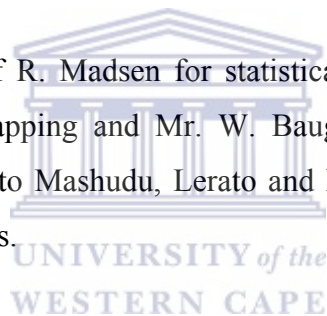 f R. Madsen for statistica
apping and Mr. W. Baug
to Mashudu, Lerato and
s.
UNIVERSITY of the
WESTERN CAPE